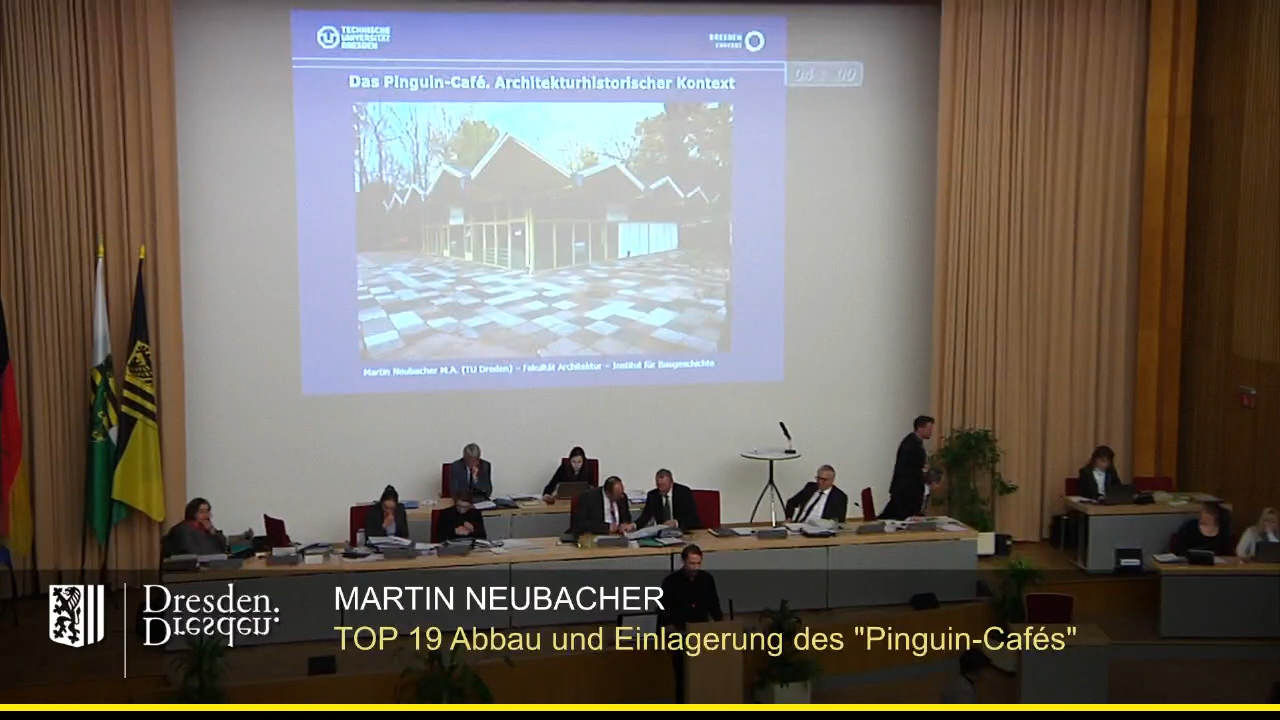 TECHNISCHE
UNIVERSITÄT
DRESDEN
DRESDEN
concept
04 : 00
Das Pinguin-Café. Architekturhistorischer Kontext
Martin Neubacher M.A. (TU Dreden) – Fakultät Architektur – Institut für Baugeschichte
Dresden.
Dresden.
MARTIN NEUBACHER
TOP 19 Abbau und Einlagerung des "Pinguin-Cafés"